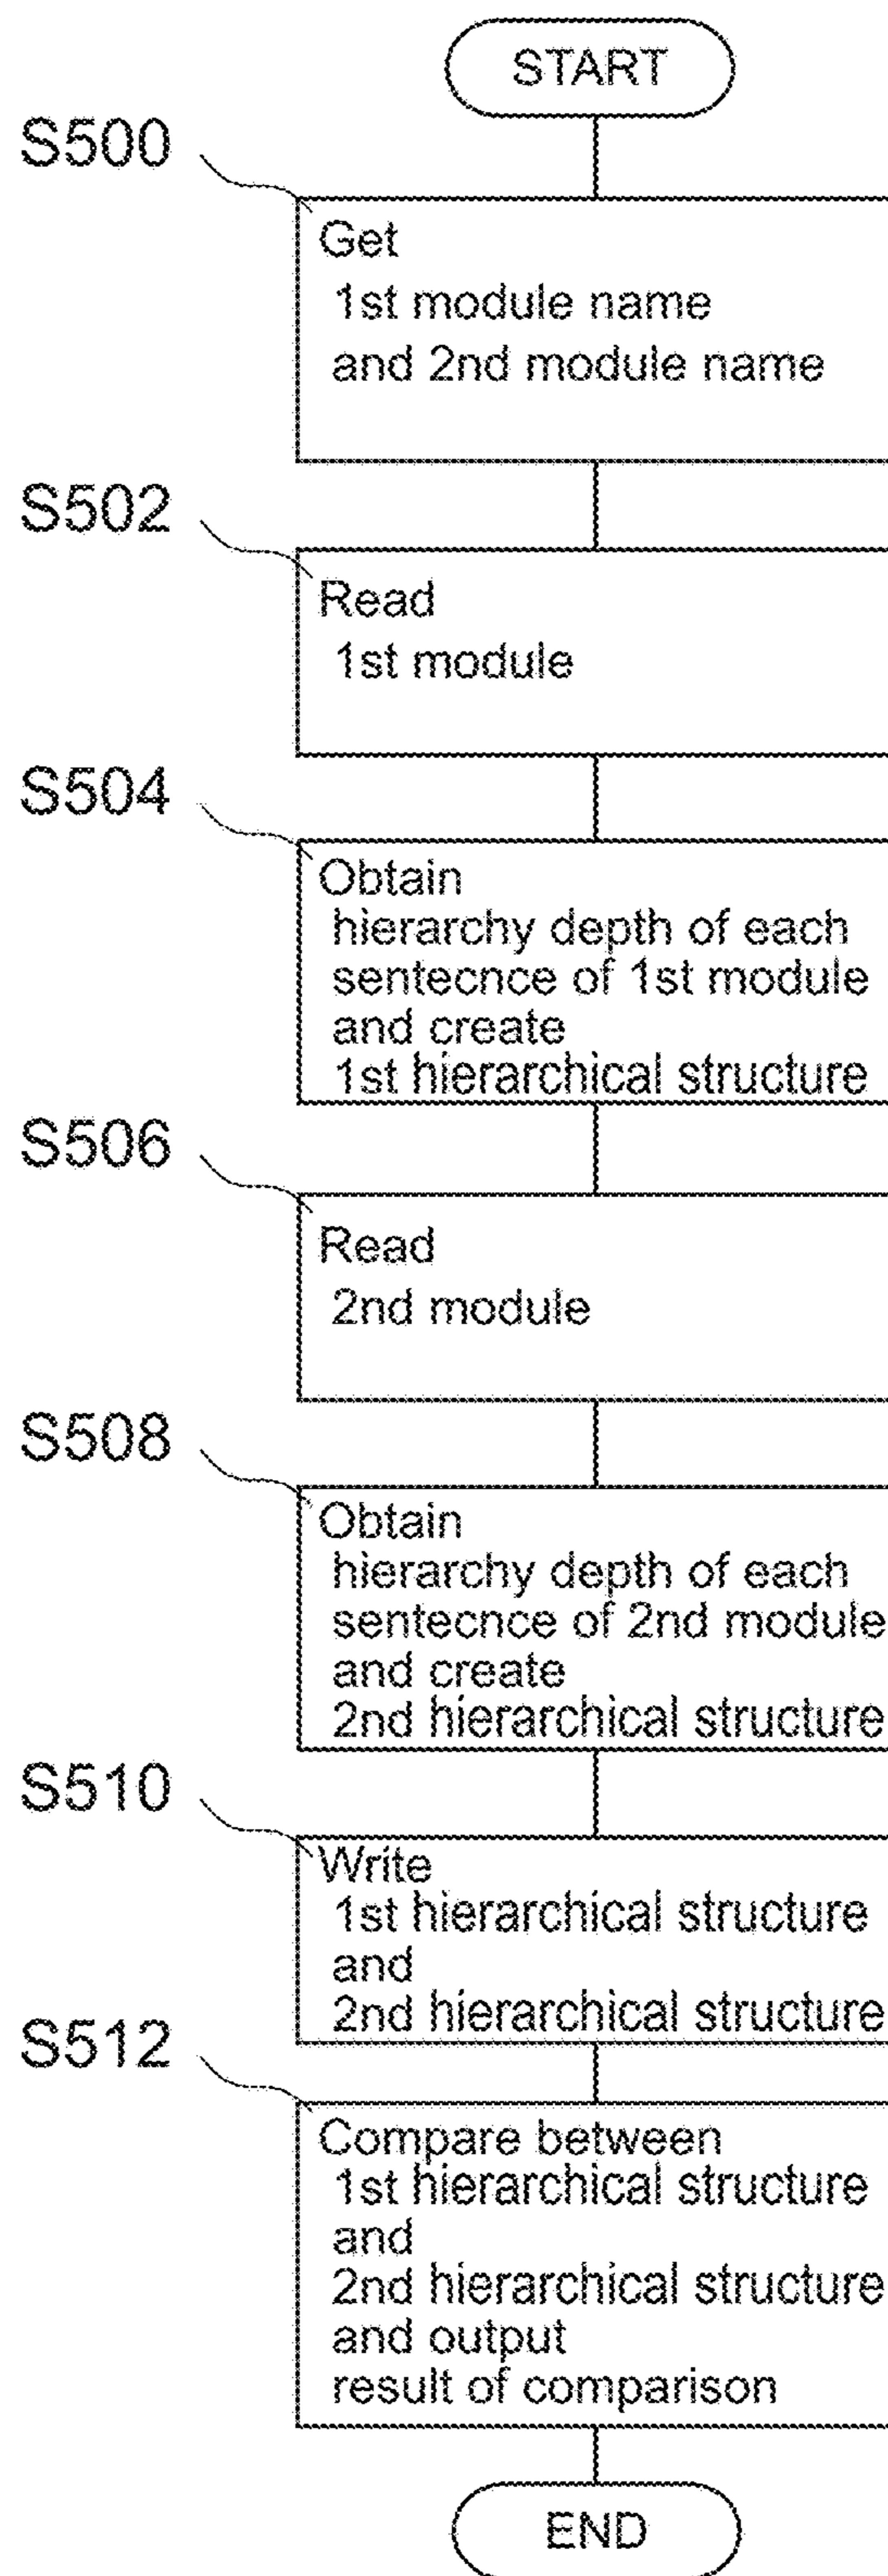 START
S500
Get
1st module name
and 2nd module name
S502
Read
1st module
S504
Obtain
hierarchy depth of each
sentecnce of 1st module
and create
1st hierarchical structure
S506
Read
2nd module
S508
Obtain
hierarchy depth of each
sentecnce of 2nd module
and create
2nd hierarchical structure
S510
Write
1st hierarchical structure
and
2nd hierarchical structure
S512
Compare between
1st hierarchical structure
and
2nd hierarchical structure
and output
result of comparison
END